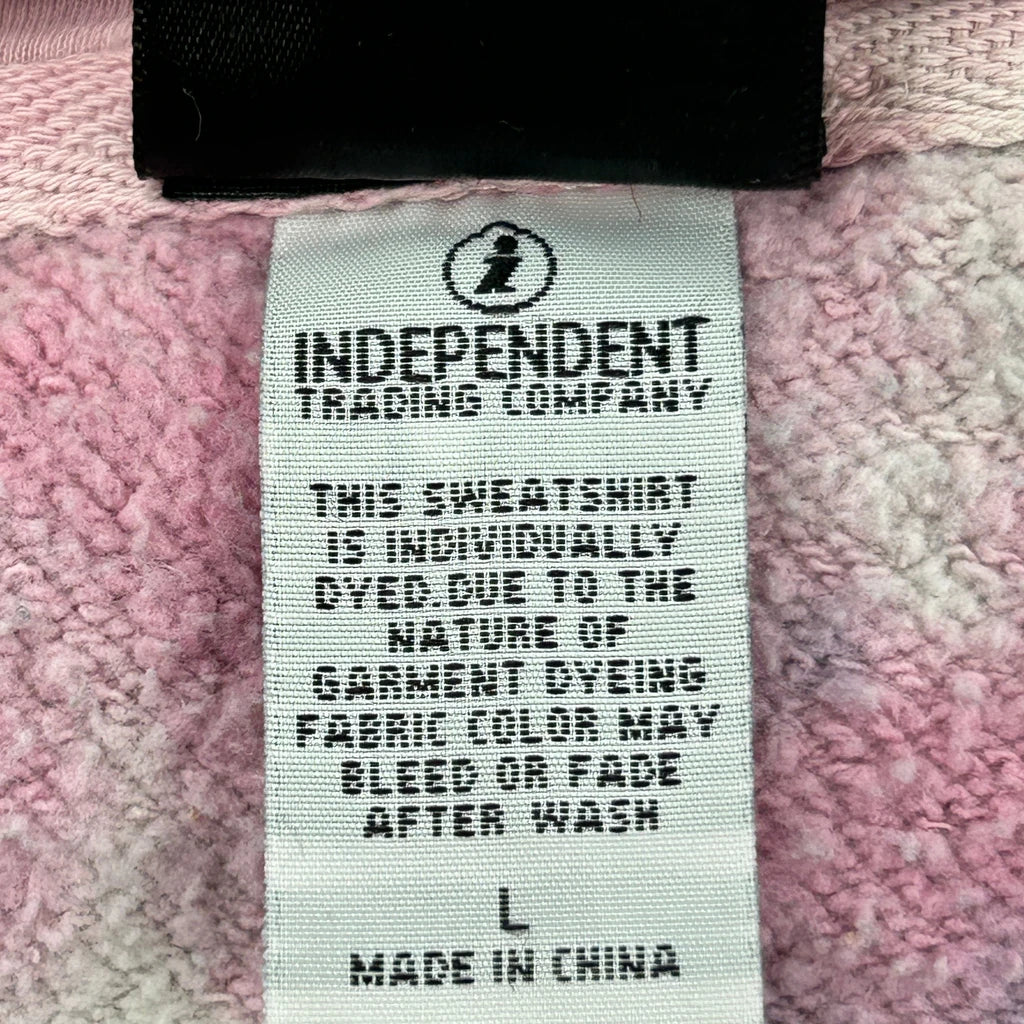 INDEPENDENT
TRADING COMPANY
THIS SWEATSHIRT
IS INDIVIDUALLY
DYED.DUE TO THE
NATURE OF
GARMENT DYEING
FABRIC COLOR MAY
BLEED OR FADE
AFTER WASH
L
MADE IN CHINA